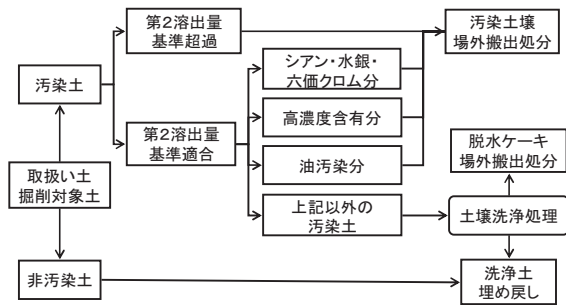 第2溶出量
基準超過
汚染土壌
場外搬出処分
汚染土
シアン・水銀・
六価クロム分
第2溶出量
基準適合
高濃度含有分
油汚染分
脱水ケーキ
場外搬出処分
取扱い土
掘削対象土
上記以外の
汚染土
土壌洗浄処理
非汚染土
洗浄土
埋め戻し